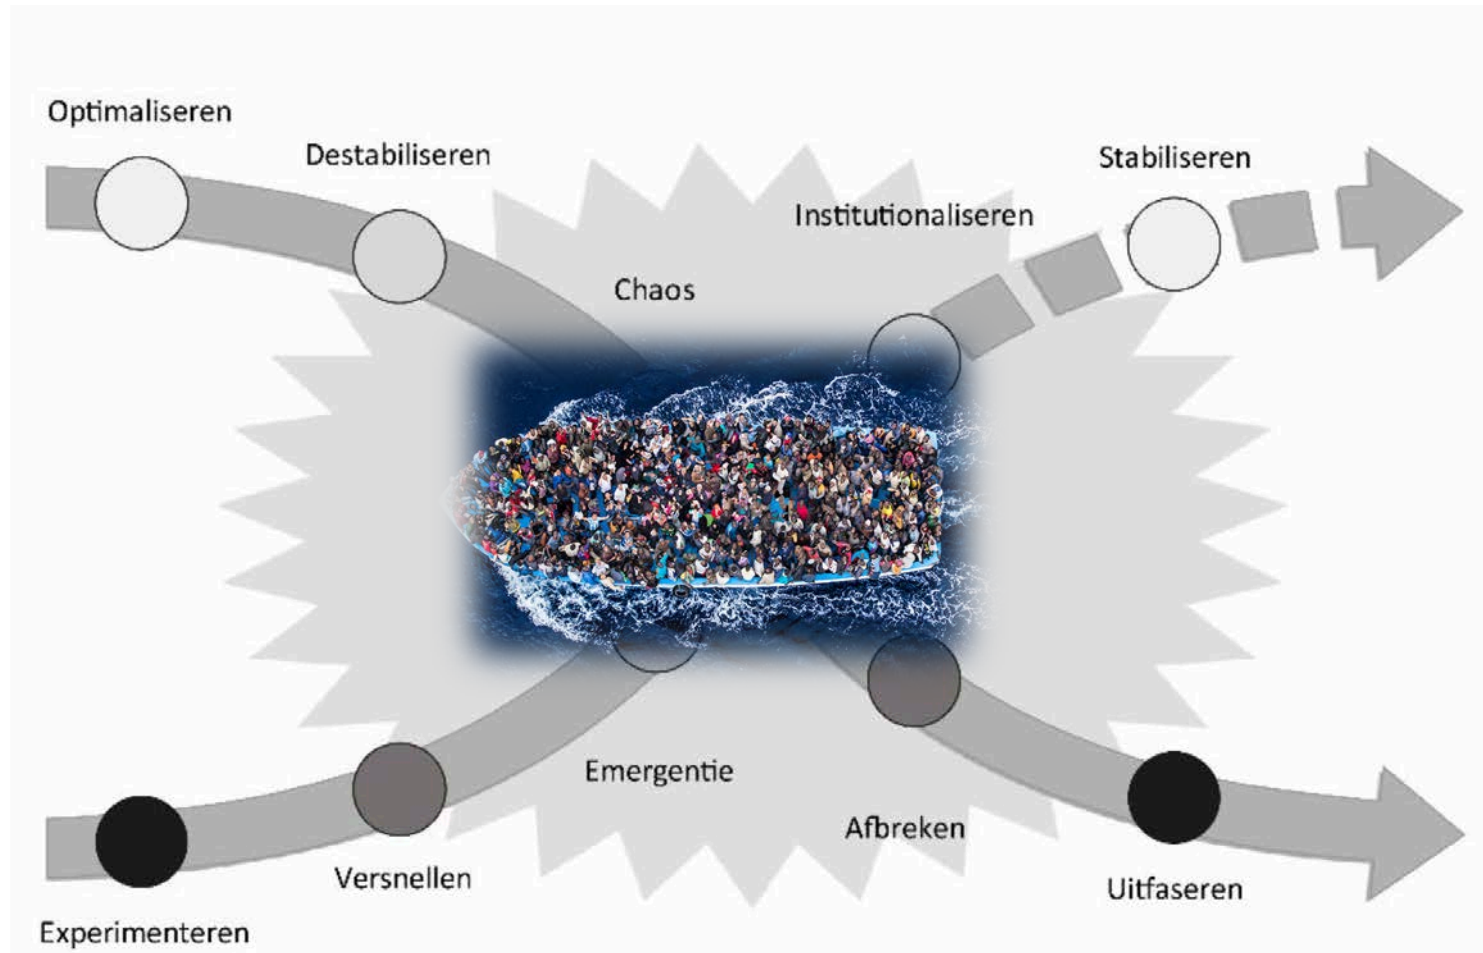 Optimaliseren
Destabiliseren
Stabiliseren
Institutionaliseren
Chaos
Emergentie
Afbreken
Versnellen
Uitfaseren
Experimenteren